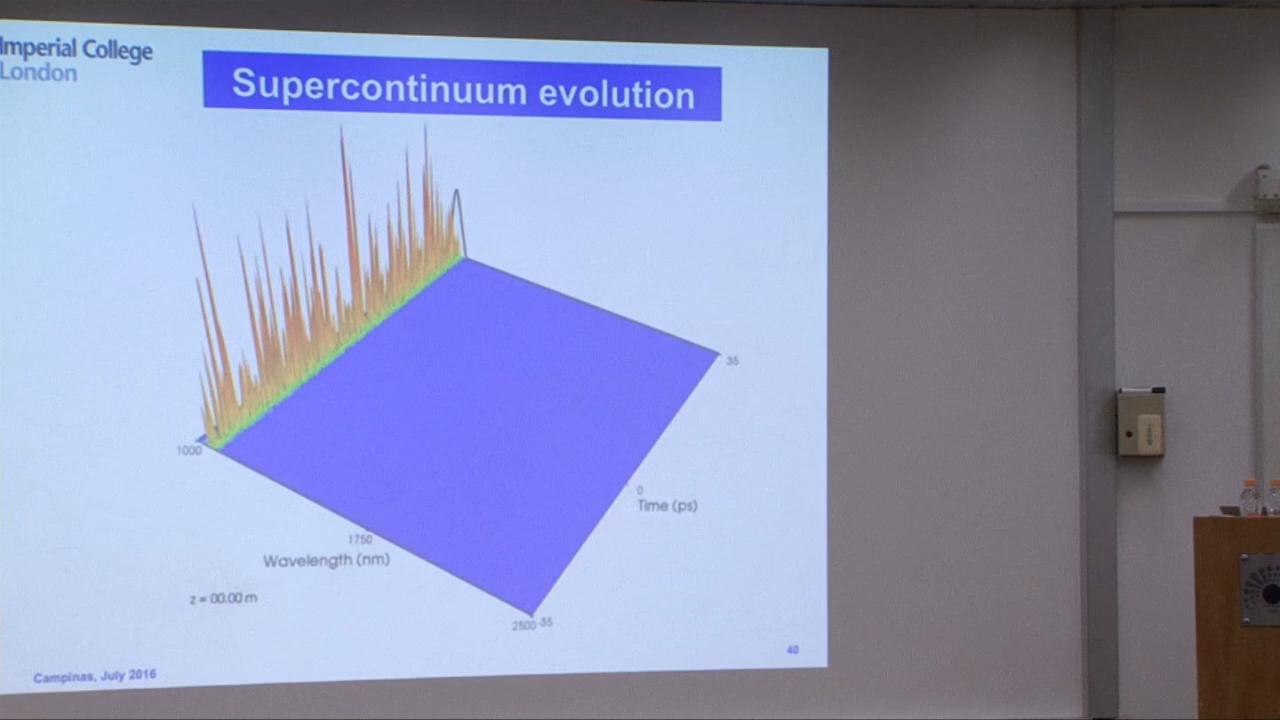 Imperial College
London
Supercontinuum evolution
35
1000
0
Time (ps)
1750
Wavelength (nm)
z = 00.00 m
2500
-35
40
Campinas, July 2016